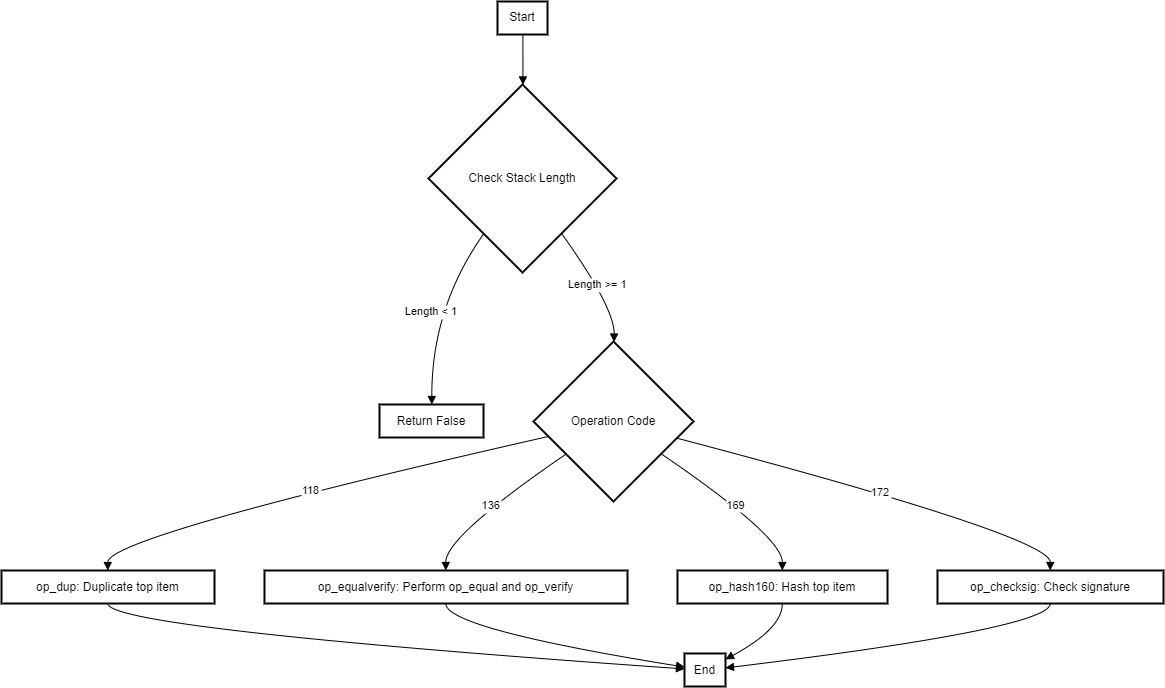 Start
Check Stack Length
Length >= 1
Length < 1
Return False
Operation Code
118
136
169
172
op_dup: Duplicate top item
op_equalverify: Perform op_equal and op_verify
op_hash160: Hash top item
op_checksig: Check signature
End